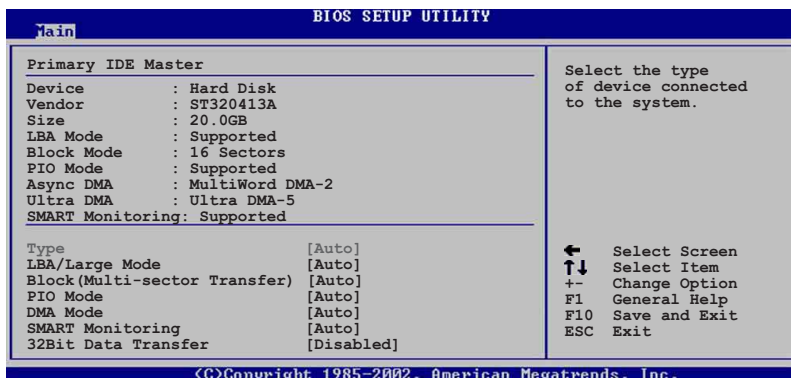 BIOS SETUP UTILITY
Main
Primary IDE Master
Device : Hard Disk
Vendor : ST320413A
Size : 20.0GB
LBA Mode : Supported
Block Mode : 16 Sectors
PIO Mode : Supported
Async DMA : MultiWord DMA-2
Ultra DMA : Ultra DMA-5
SMART Monitoring: Supported
Type [Auto]
LBA/Large Mode [Auto]
Block(Multi-sector Transfer) [Auto]
PIO Mode [Auto]
DMA Mode [Auto]
SMART Monitoring [Auto]
32Bit Data Transfer [Disabled]
Select the type
of device connected
to the system.
← Select Screen
↑↓ Select Item
+- Change Option
F1 General Help
F10 Save and Exit
ESC Exit
(C)Copyright 1985-2002, American Megatrends, Inc.